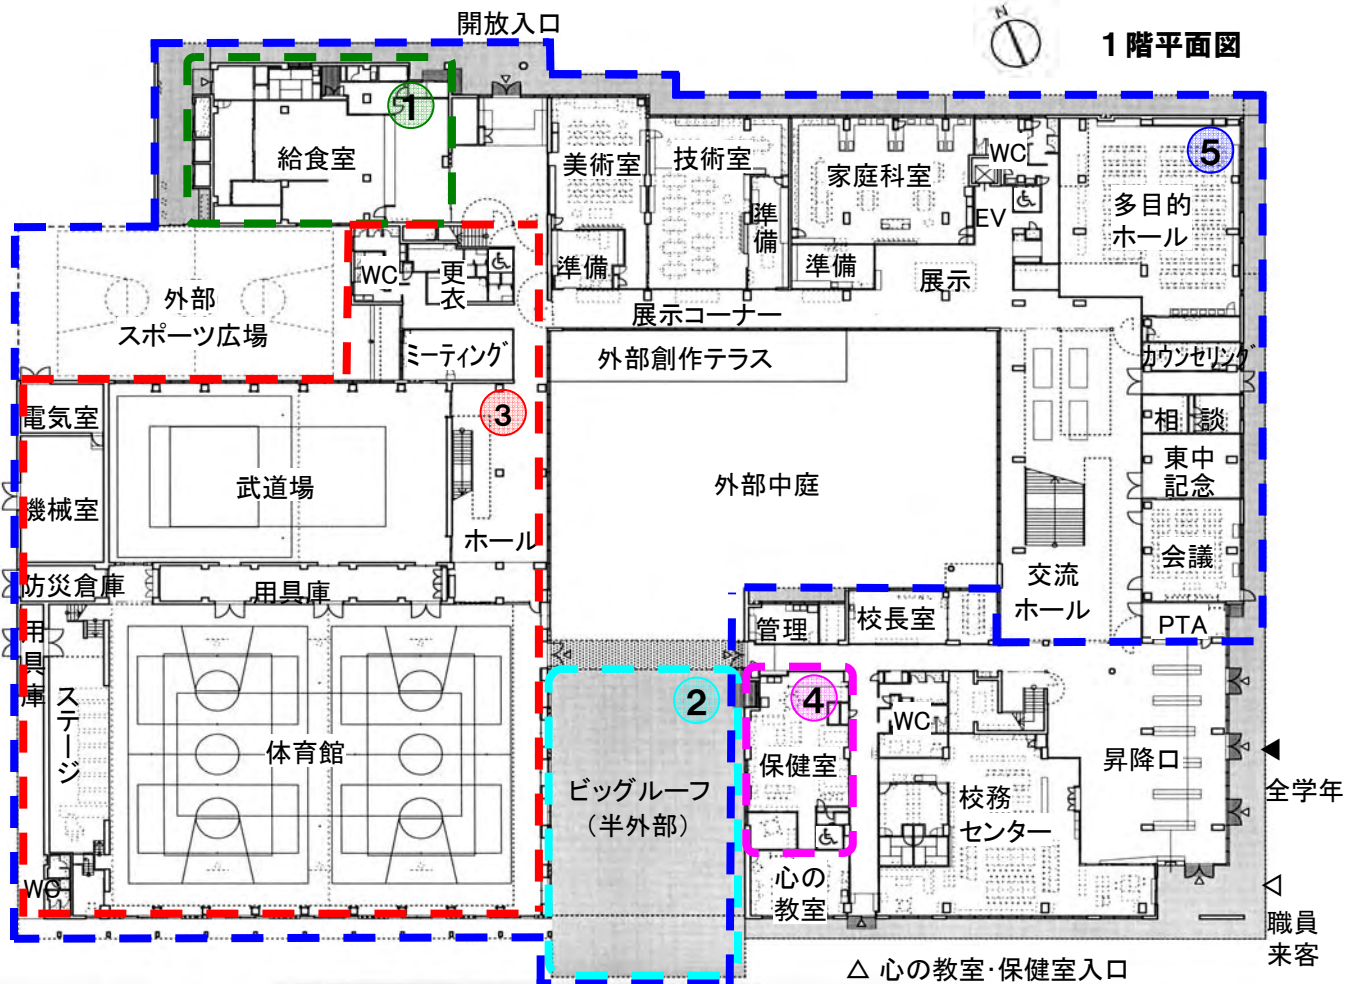 開放入口
N
1階平面図
1
給食室
美術室
技術室
準備
準備
家庭科室
準備
WC
EV
展示
5
多目的
ホール
外部
スポーツ広場
WC
更衣
ミーティング
展示コーナー
外部創作テラス
カウンセリング
相談
東中
記念
会議
PTA
電気室
機械室
武道場
3
ホール
外部中庭
交流
ホール
防災倉庫
用具庫
用具庫
ステージ
WC
体育館
2
ビッグルーフ
(半外部)
管理
校長室
4
保健室
心の
教室
WC
校務
センター
昇降口
全学年
職員
来客
△ 心の教室・保健室入口